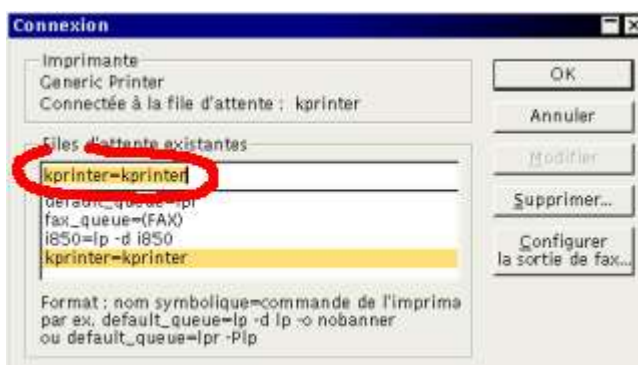 Connexion
Imprimante
Generic Printer
Connectée à la file d'attente : kprinter
Files d'attente existantes
kprinter=kprinter
default_queue=lpr
fax_queue=(FAX)
i850=lp -d i850
kprinter=kprinter
Format : nom symbolique=commande de l'imprima
par ex. default_queue=lp -d lp -o nobanner
ou default_queue=lpr -Plp
OK
Annuler
Modifier
Supprimer...
Configurer
la sortie de fax...